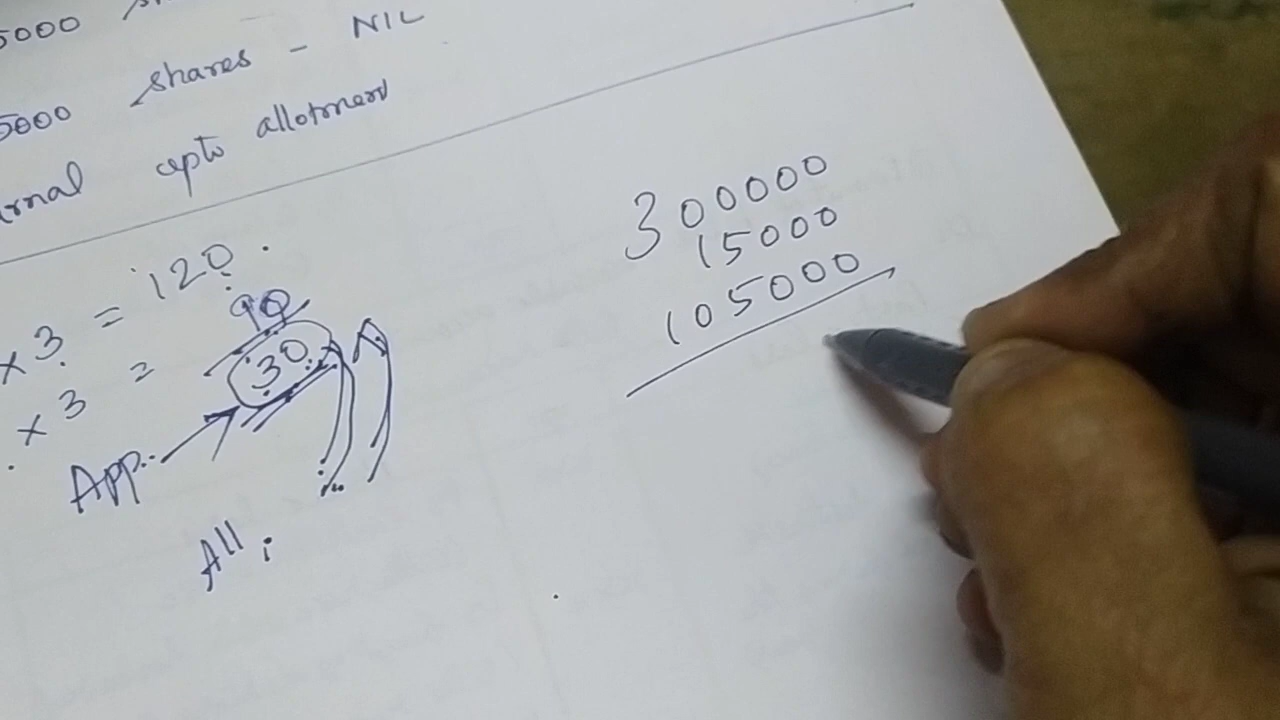 5000
5000 shares - NIL
rnal upto allotment
x 3 = 120
90
x 3 = 30
App..
All :
300000
15000
105000